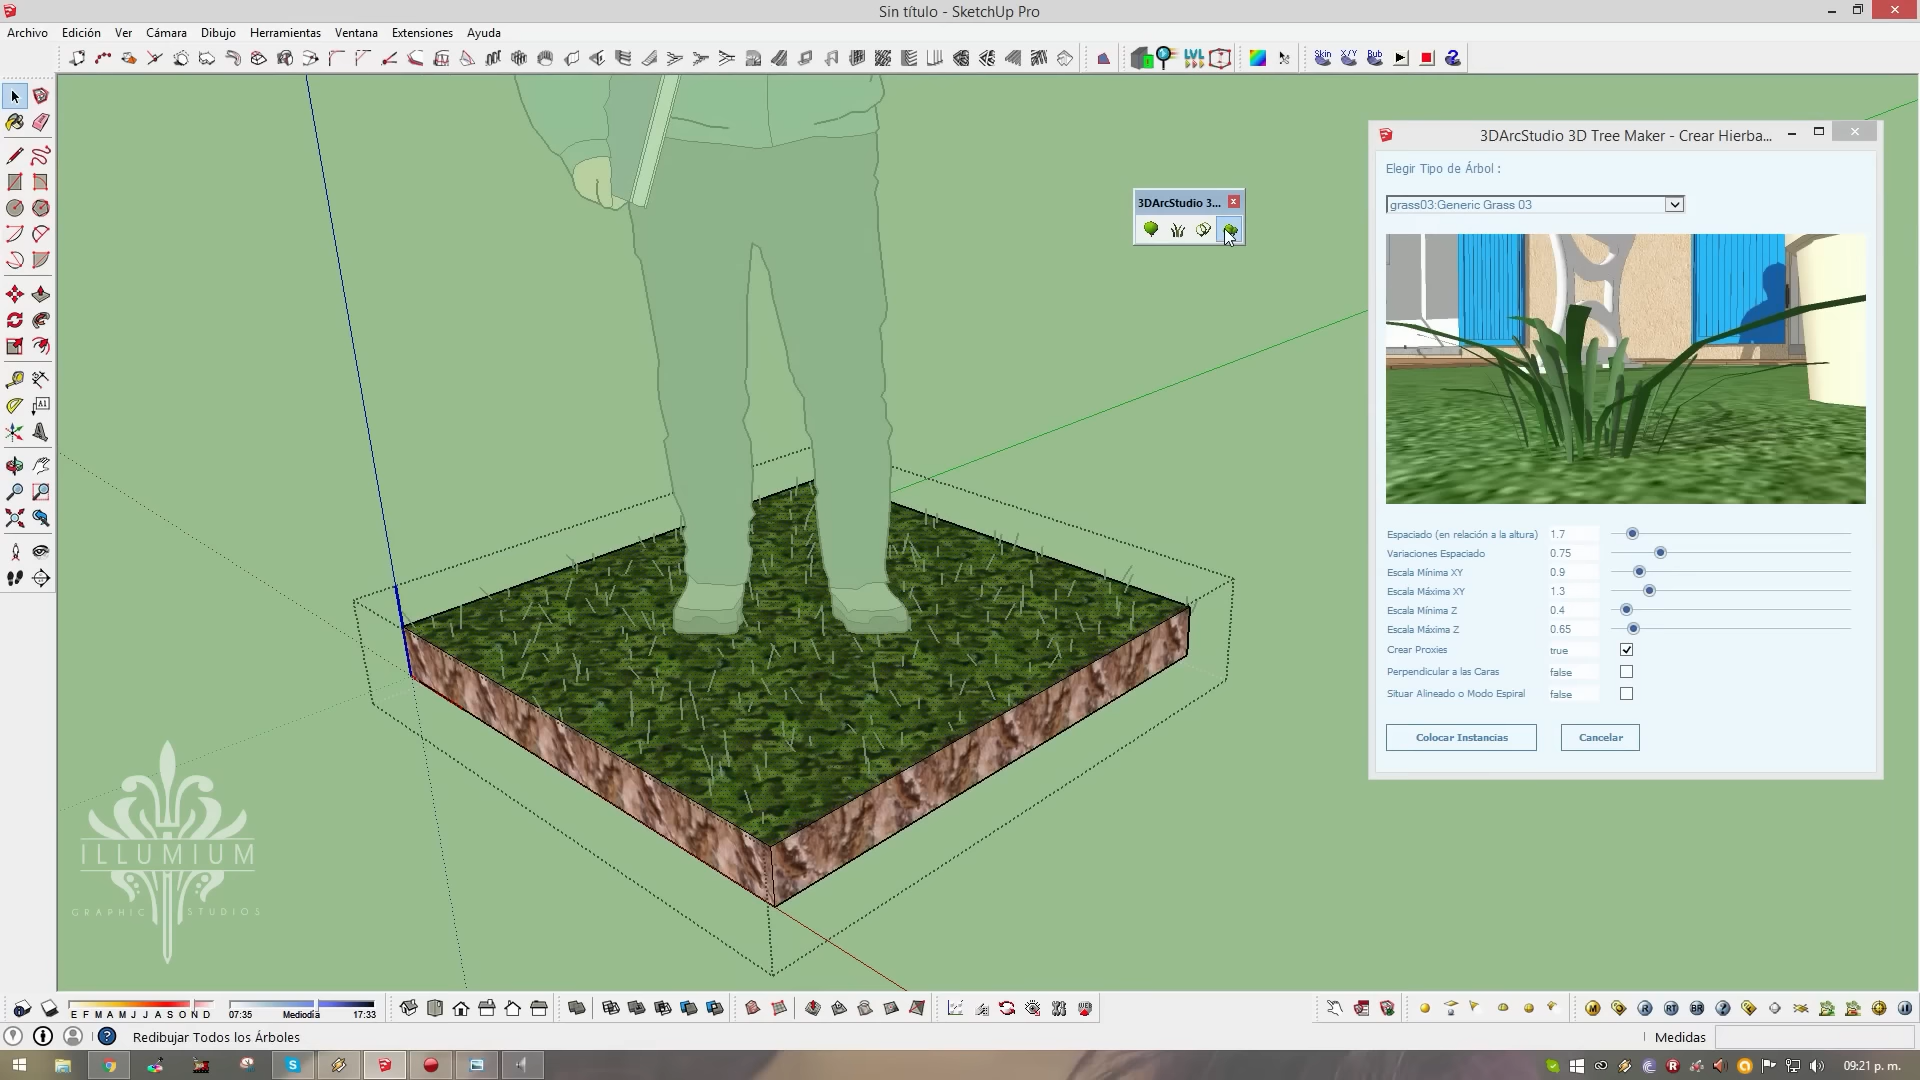 Sin título - SketchUp Pro
Archivo Edición Ver Cámara Dibujo Herramientas Ventana Extensiones Ayuda
Skin X/Y Bub
LVL
A1
3DArcStudio 3...
3DArcStudio 3D Tree Maker - Crear Hierba...
Elegir Tipo de Árbol :
grass03:Generic Grass 03
Espaciado (en relación a la altura) 1.7
Variaciones Espaciado 0.75
Escala Mínima XY 0.9
Escala Máxima XY 1.3
Escala Mínima Z 0.4
Escala Máxima Z 0.65
Crear Proxies true
Perpendicular a las Caras false
Situar Alineado o Modo Espiral false
Colocar Instancias Cancelar
ILLUMIUM
GRAPHIC STUDIOS
E F M A M J J A S O N D 07:35 Mediodía 17:33
Redibujar Todos los Árboles Medidas
09:21 p. m.